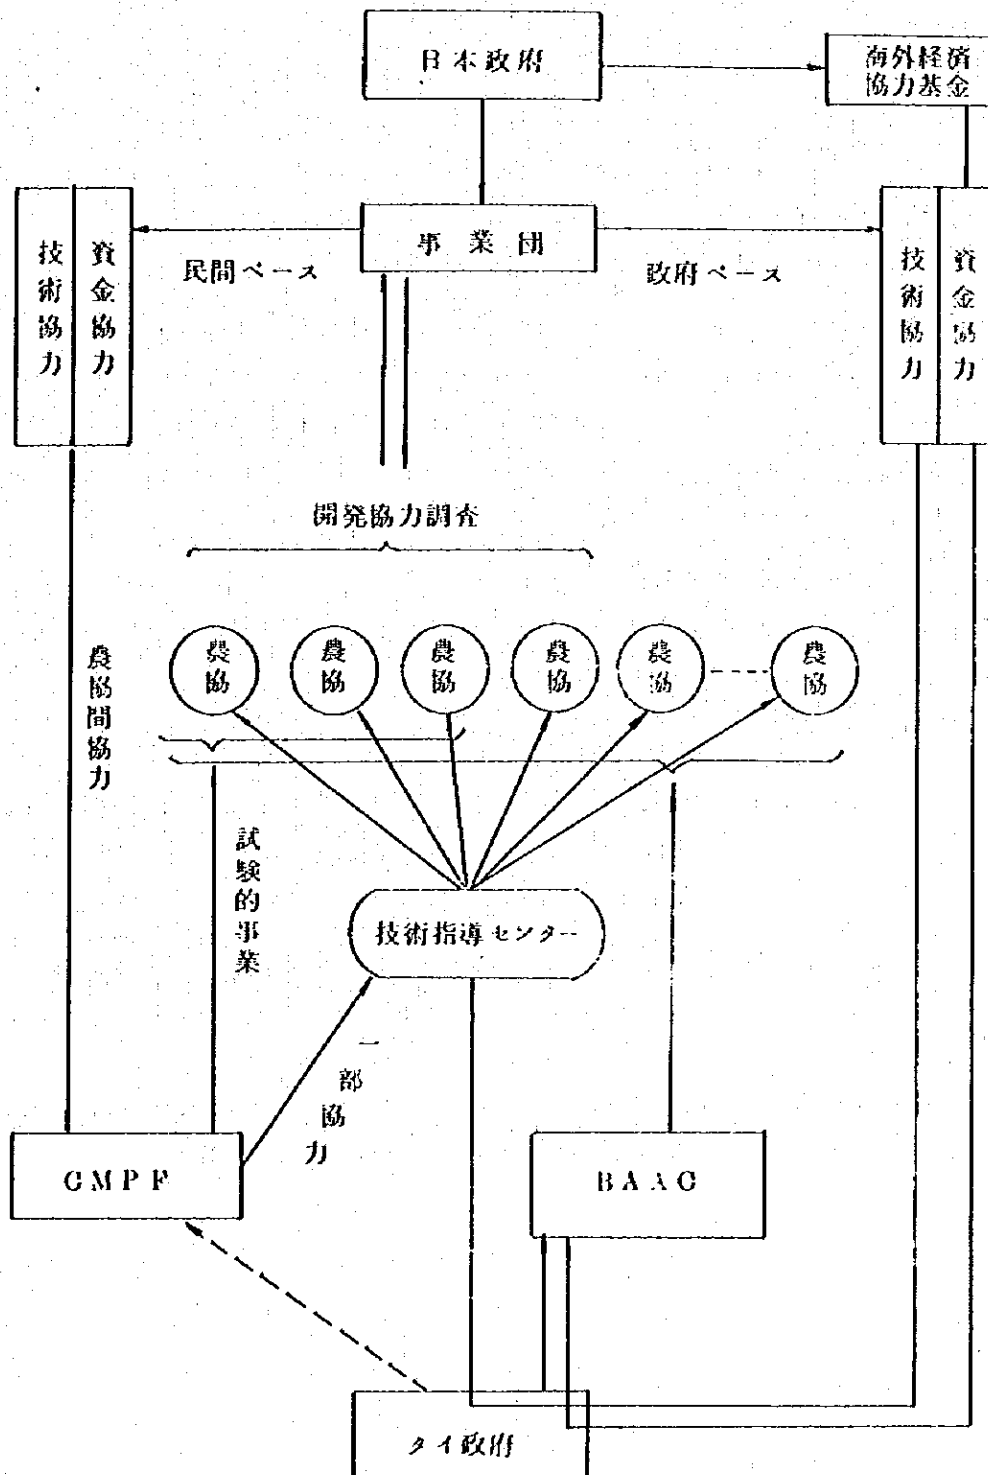 日本政府
海外経済
協力基金
事業団
民間ベース
政府ベース
技術協力
資金協力
技術協力
資金協力
開発協力調査
農協
農協
農協
農協
農協
農協
農協間協力
試験的事業
技術指導センター
一部協力
CMPF
BAAC
タイ政府